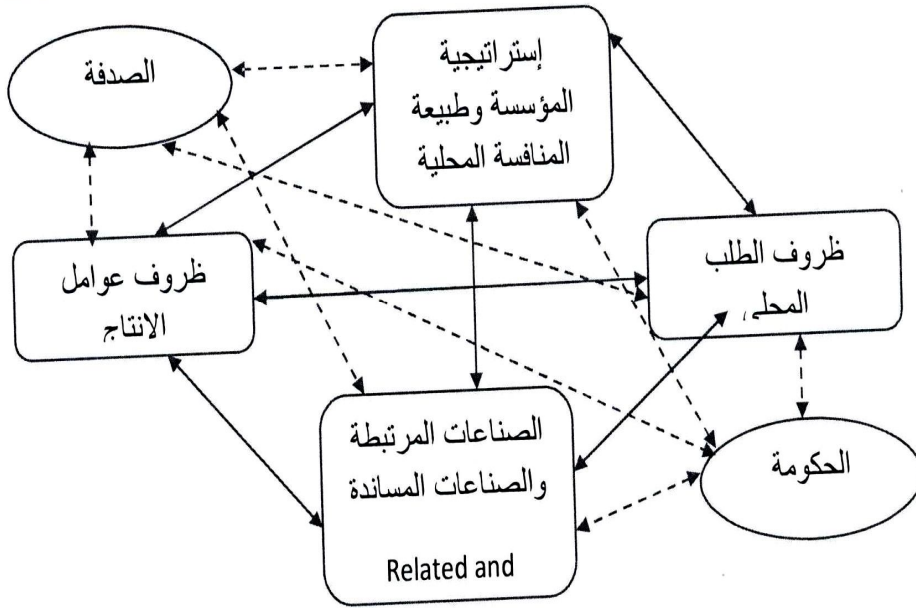 الصدفة
إستراتيجية
المؤسسة وطبيعة
المنافسة المحلية
ظروف الطلب
المحلي
ظروف عوامل
الانتاج
الصناعات المرتبطة
والصناعات المساندة
Related and
الحكومة